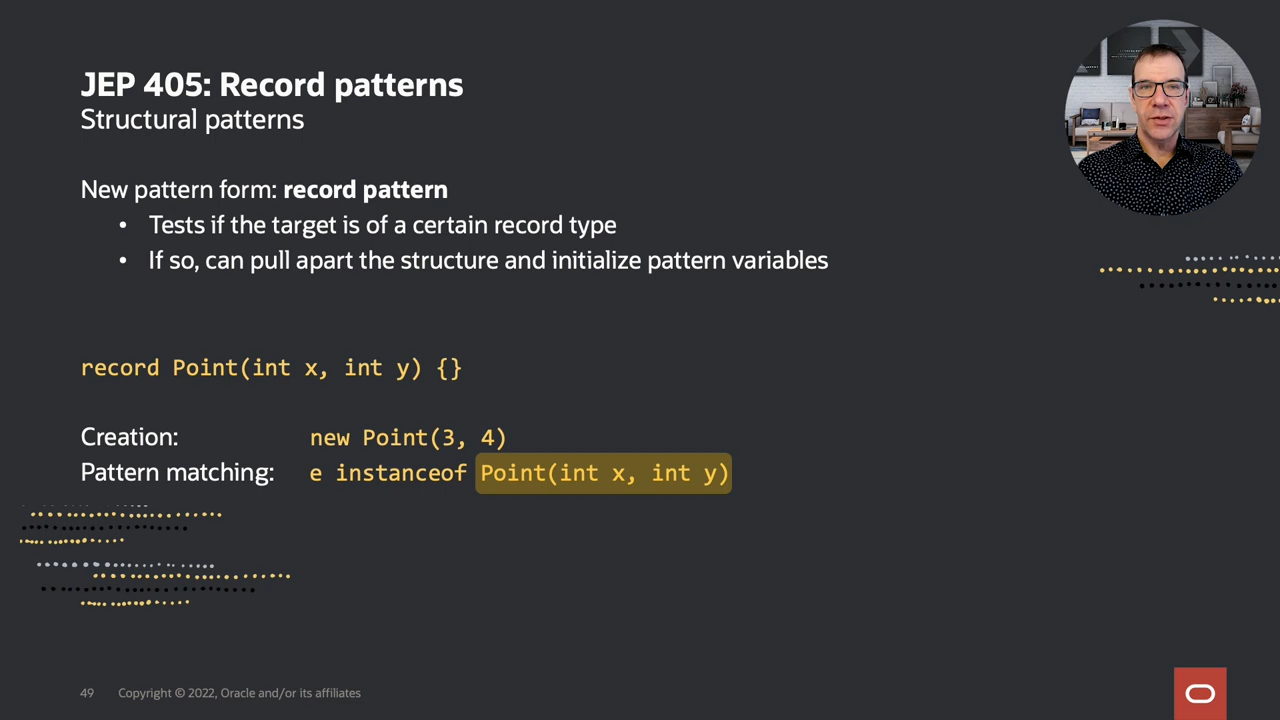 JEP 405: Record patterns
Structural patterns
New pattern form: record pattern
• Tests if the target is of a certain record type
• If so, can pull apart the structure and initialize pattern variables
record Point(int x, int y) {}
Creation: new Point(3, 4)
Pattern matching: e instanceof Point(int x, int y)
49 Copyright © 2022, Oracle and/or its affiliates